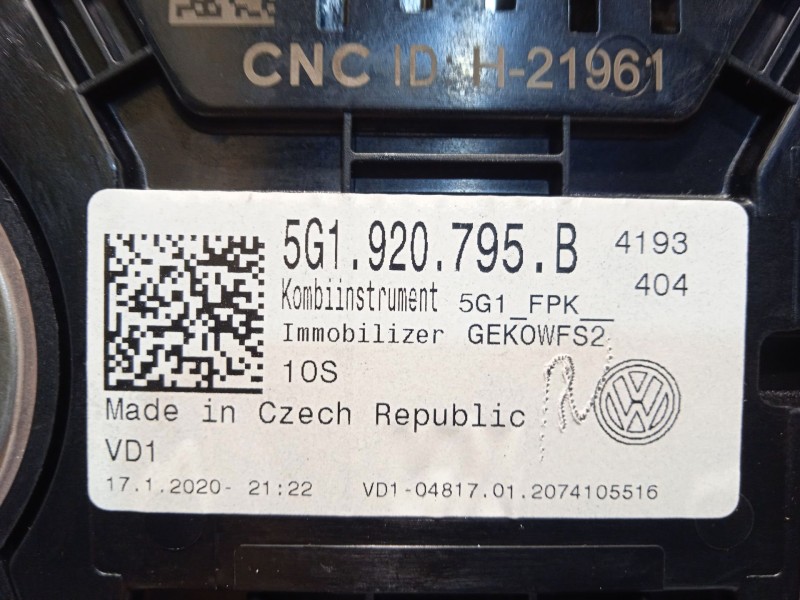 CNC ID H-21961
5G1.920.795.B 4193
404
Kombiinstrument 5G1_FPK__
Immobilizer GEKOWFS2
10S
Made in Czech Republic
VD1
17.1.2020- 21:22 VD1-04817.01.2074105516